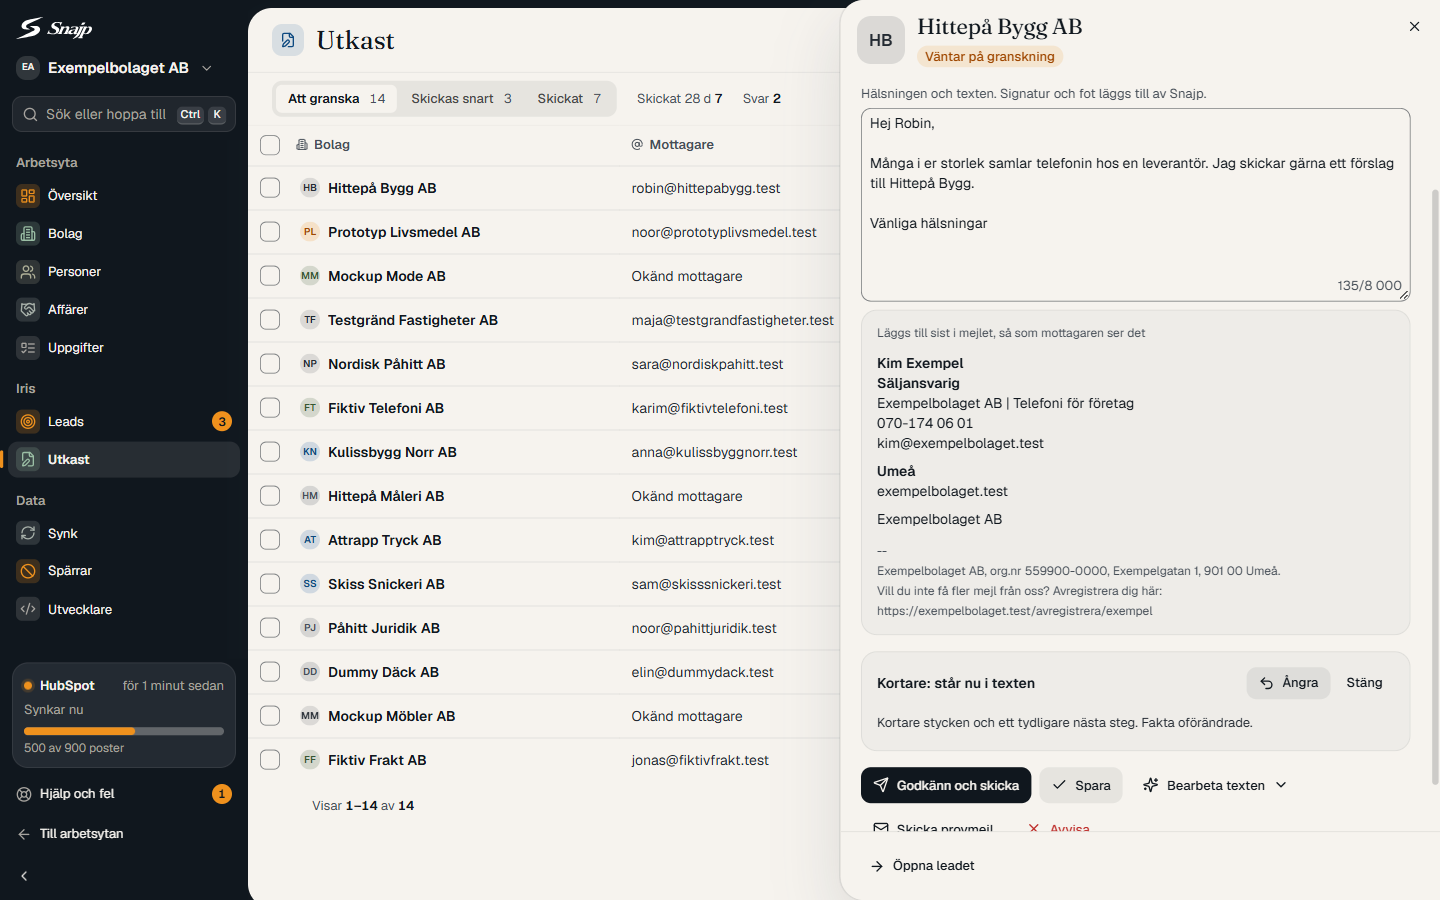 Snajp
EA Exempelbolaget AB
Sök eller hoppa till Ctrl K
Arbetsyta
Översikt
Bolag
Personer
Affärer
Uppgifter
Iris
Leads 3
Utkast
Data
Synk
Spärrar
Utvecklare
HubSpot för 1 minut sedan
Synkar nu
500 av 900 poster
Hjälp och fel 1
Till arbetsytan
Utkast
Att granska 14 Skickas snart 3 Skickat 7 Skickat 28 d 7 Svar 2
Bolag Mottagare
HB Hittepå Bygg AB robin@hittepabygg.test
PL Prototyp Livsmedel AB noor@prototyplivsmedel.test
MM Mockup Mode AB Okänd mottagare
TF Testgränd Fastigheter AB maja@testgrandfastigheter.test
NP Nordisk Påhitt AB sara@nordiskpahitt.test
FT Fiktiv Telefoni AB karim@fiktivtelefoni.test
KN Kulissbygg Norr AB anna@kulissbyggnorr.test
HM Hittepå Måleri AB Okänd mottagare
AT Attrapp Tryck AB kim@attrapptryck.test
SS Skiss Snickeri AB sam@skisssnickeri.test
PJ Påhitt Juridik AB noor@pahittjuridik.test
DD Dummy Däck AB elin@dummydack.test
MM Mockup Möbler AB Okänd mottagare
FF Fiktiv Frakt AB jonas@fiktivfrakt.test
Visar 1–14 av 14
HB Hittepå Bygg AB
Väntar på granskning
Hälsningen och texten. Signatur och fot läggs till av Snajp.
Hej Robin,
Många i er storlek samlar telefonin hos en leverantör. Jag skickar gärna ett förslag
till Hittepå Bygg.
Vänliga hälsningar
135/8 000
Läggs till sist i mejlet, så som mottagaren ser det
Kim Exempel
Säljansvarig
Exempelbolaget AB | Telefoni för företag
070-174 06 01
kim@exempelbolaget.test
Umeå
exempelbolaget.test
Exempelbolaget AB
--
Exempelbolaget AB, org.nr 559900-0000, Exempelgatan 1, 901 00 Umeå.
Vill du inte få fler mejl från oss? Avregistrera dig här:
https://exempelbolaget.test/avregistrera/exempel
Kortare: står nu i texten Ångra Stäng
Kortare stycken och ett tydligare nästa steg. Fakta oförändrade.
Godkänn och skicka Spara Bearbeta texten
Skicka provmejl Avvisa
Öppna leadet